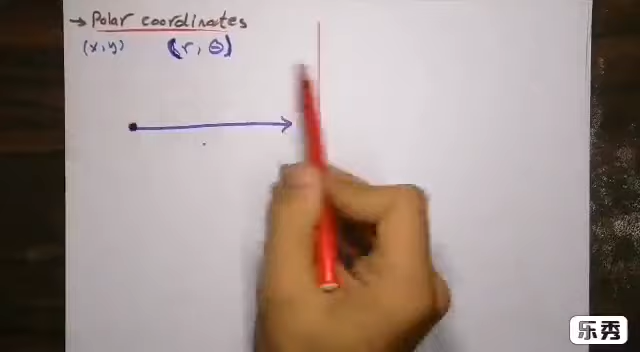 → Polar coordinates
(x,y) (r, θ)
乐秀